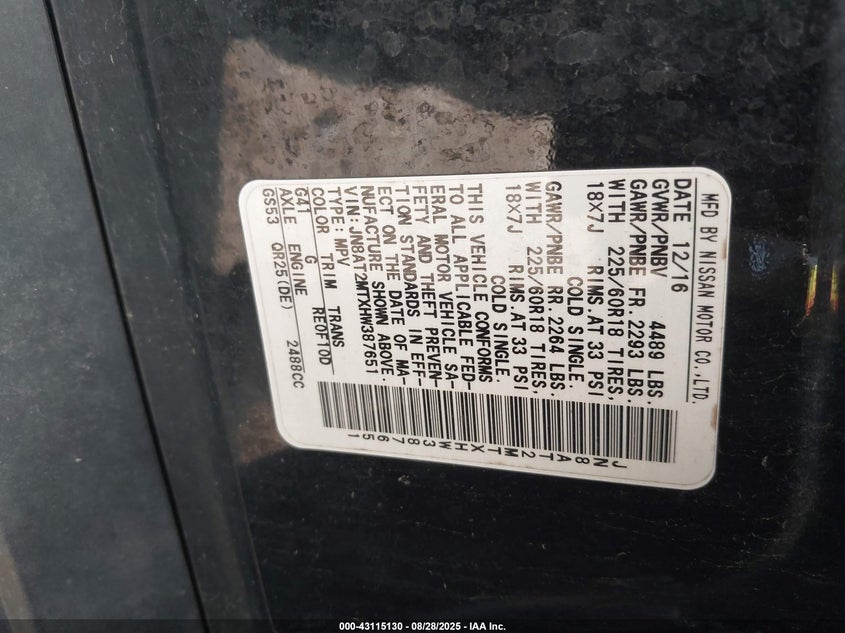 MFD BY NISSAN MOTOR CO.,LTD.
DATE 12/16
GVWR/PNBV 4489 LBS.
GAWR/PNBE FR. 2293 LBS.
WITH 225/60R18 TIRES,
18X7J RIMS.AT 33 PSI
COLD SINGLE.
GAWR/PNBE RR. 2264 LBS.
WITH 225/60R18 TIRES,
18X7J RIMS.AT 33 PSI
COLD SINGLE.
THIS VEHICLE CONFORMS
TO ALL APPLICABLE FED-
ERAL MOTOR VEHICLE SA-
FETY AND THEFT PREVEN-
TION STANDARDS IN EFF-
ECT ON THE DATE OF MA-
NUFACTURE SHOWN ABOVE.
VIN:JN8AT2MTXHW387651
TYPE:MPV
COLOR TRIM TRANS
G41 G RE0F10D
AXLE ENGINE
GS53 QR25(DE) 2488CC
JN8AT2MTXHW387651
000-43115130 - 08/28/2025 - IAA Inc.